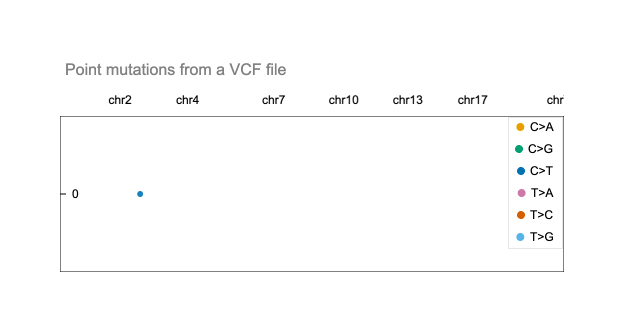 Point mutations from a VCF file
chr2 chr4 chr7 chr10 chr13 chr17 chr
C>A
C>G
C>T
0
T>A
T>C
T>G